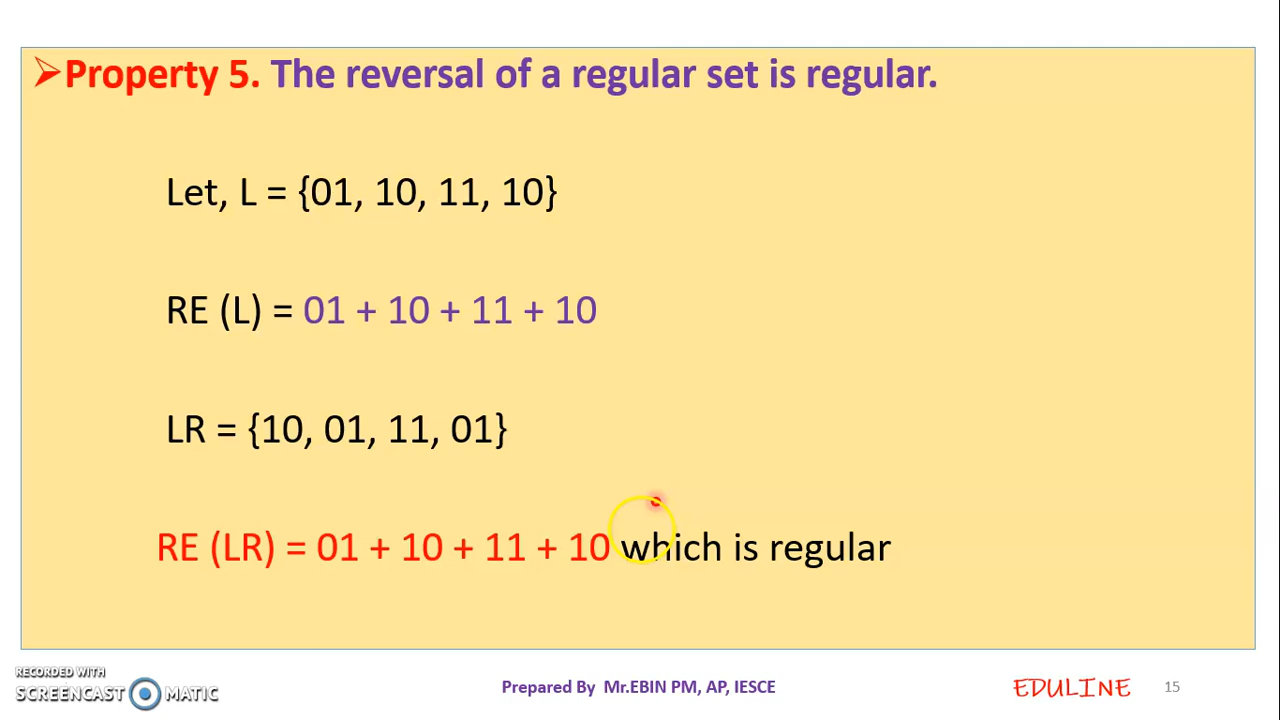 ➢Property 5. The reversal of a regular set is regular.
Let, L = {01, 10, 11, 10}
RE (L) = 01 + 10 + 11 + 10
LR = {10, 01, 11, 01}
RE (LR) = 01 + 10 + 11 + 10 which is regular
RECORDED WITH
SCREENCAST MATIC
Prepared By Mr.EBIN PM, AP, IESCE
EDULINE
15